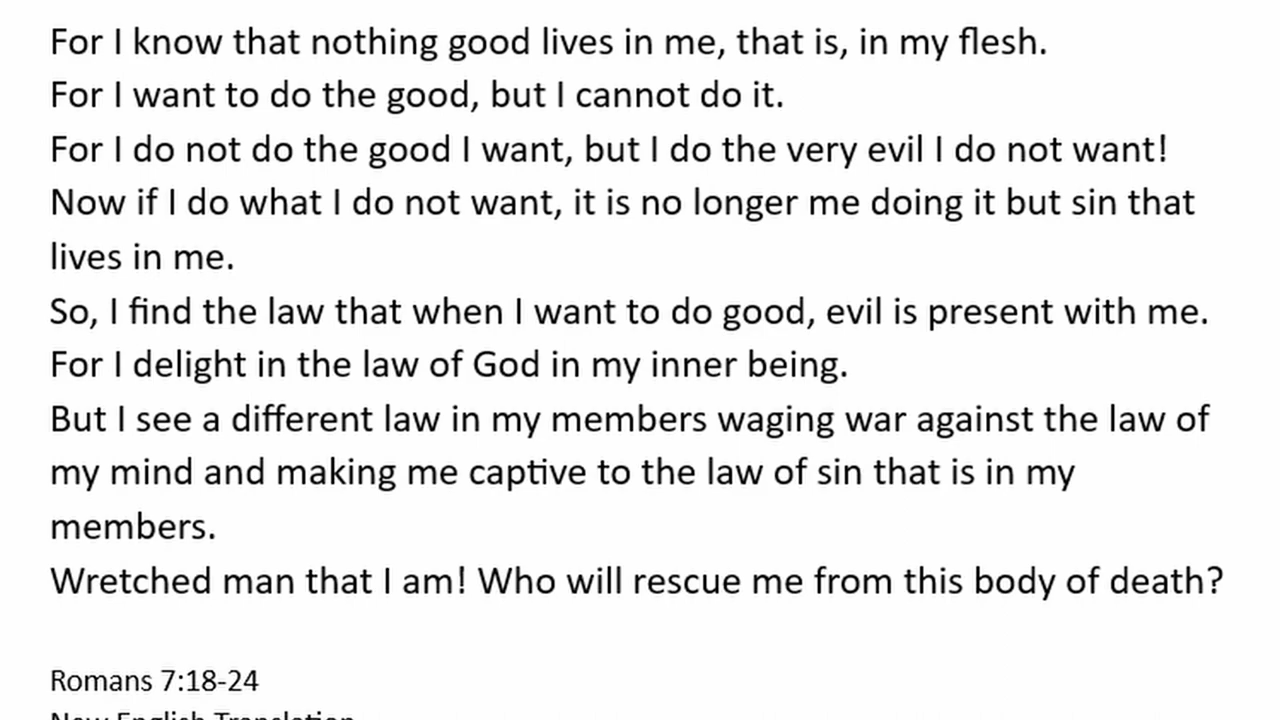 For I know that nothing good lives in me, that is, in my flesh.
For I want to do the good, but I cannot do it.
For I do not do the good I want, but I do the very evil I do not want!
Now if I do what I do not want, it is no longer me doing it but sin that
lives in me.
So, I find the law that when I want to do good, evil is present with me.
For I delight in the law of God in my inner being.
But I see a different law in my members waging war against the law of
my mind and making me captive to the law of sin that is in my
members.
Wretched man that I am! Who will rescue me from this body of death?
Romans 7:18-24
New English Translation